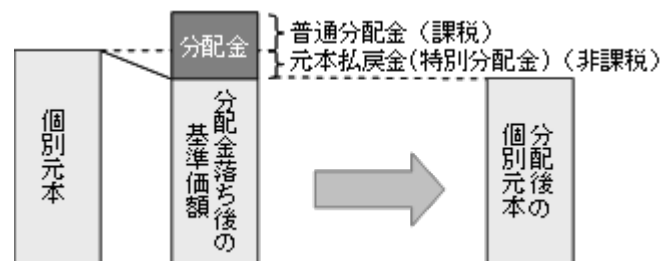 分配金
普通分配金（課税）
元本払戻金(特別分配金)（非課税）
個別元本
分配金落ち後の
基準価額
分配後の
個別元本